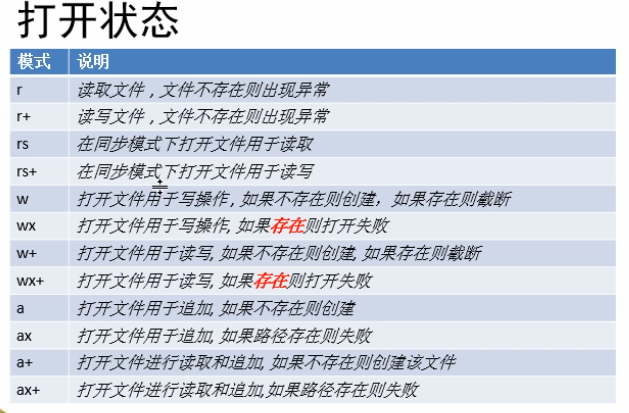 打开状态
模式 说明
r 读取文件，文件不存在则出现异常
r+ 读写文件，文件不存在则出现异常
rs 在同步模式下打开文件用于读取
rs+ 在同步模式下打开文件用于读写
w 打开文件用于写操作，如果不存在则创建，如果存在则截断
wx 打开文件用于写操作,如果存在则打开失败
w+ 打开文件用于读写,如果不存在则创建,如果存在则截断
wx+ 打开文件用于读写,如果存在则打开失败
a 打开文件用于追加,如果不存在则创建
ax 打开文件用于追加,如果路径存在则失败
a+ 打开文件进行读取和追加,如果不存在则创建该文件
ax+ 打开文件进行读取和追加,如果路径存在则失败